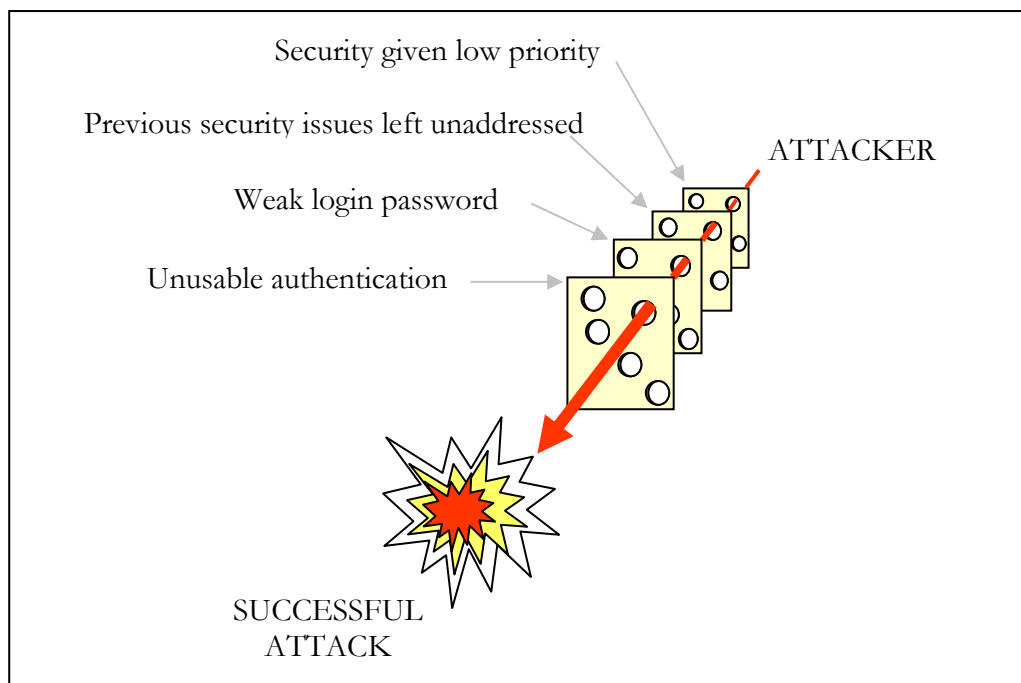 Security given low priority
Previous security issues left unaddressed
ATTACKER
Weak login password
Unusable authentication
SUCCESSFUL
ATTACK